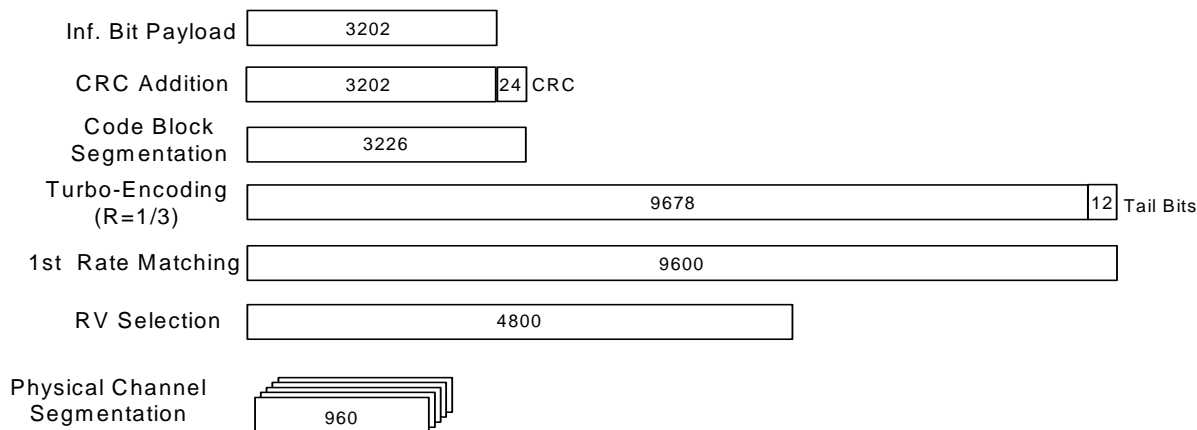 Inf. Bit Payload 3202
CRC Addition 3202 24 CRC
Code Block
Segmentation 3226
Turbo-Encoding
(R=1/3) 9678 12 Tail Bits
1st Rate Matching 9600
RV Selection 4800
Physical Channel
Segmentation 960